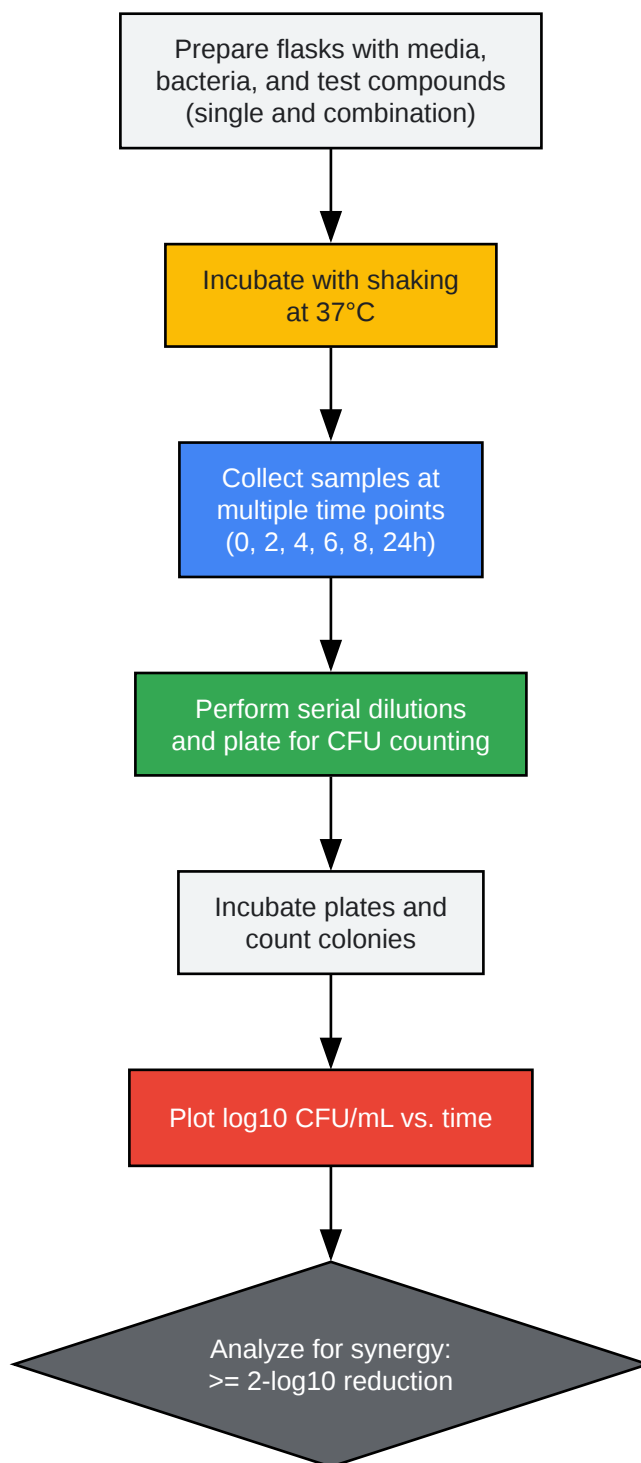 Prepare flasks with media,
bacteria, and test compounds
(single and combination)
Incubate with shaking
at 37°C
Collect samples at
multiple time points
(0, 2, 4, 6, 8, 24h)
Perform serial dilutions
and plate for CFU counting
Incubate plates and
count colonies
Plot log10 CFU/mL vs. time
Analyze for synergy:
>= 2-log10 reduction